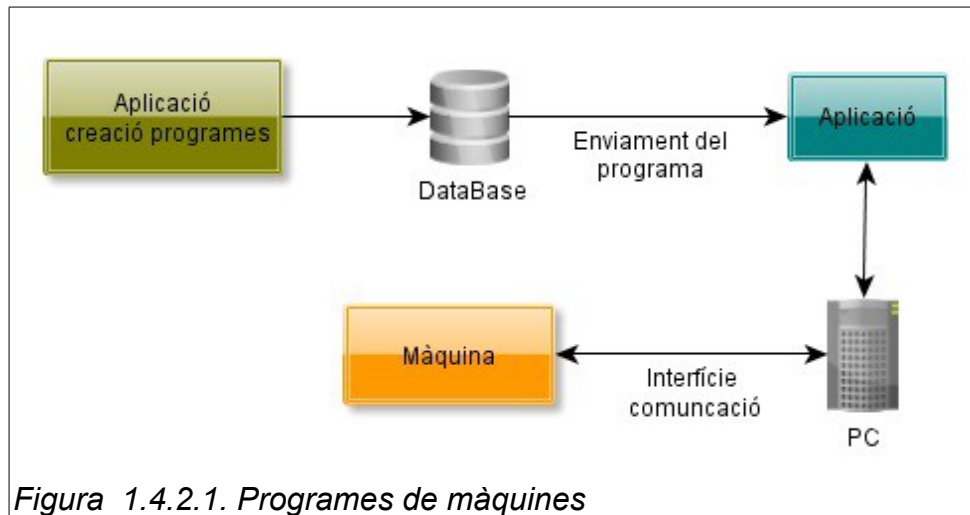 Aplicació
creació programes
DataBase
Enviament del
programa
Aplicació
Màquina
Interfície
comuncació
PC
Figura 1.4.2.1. Programes de màquines